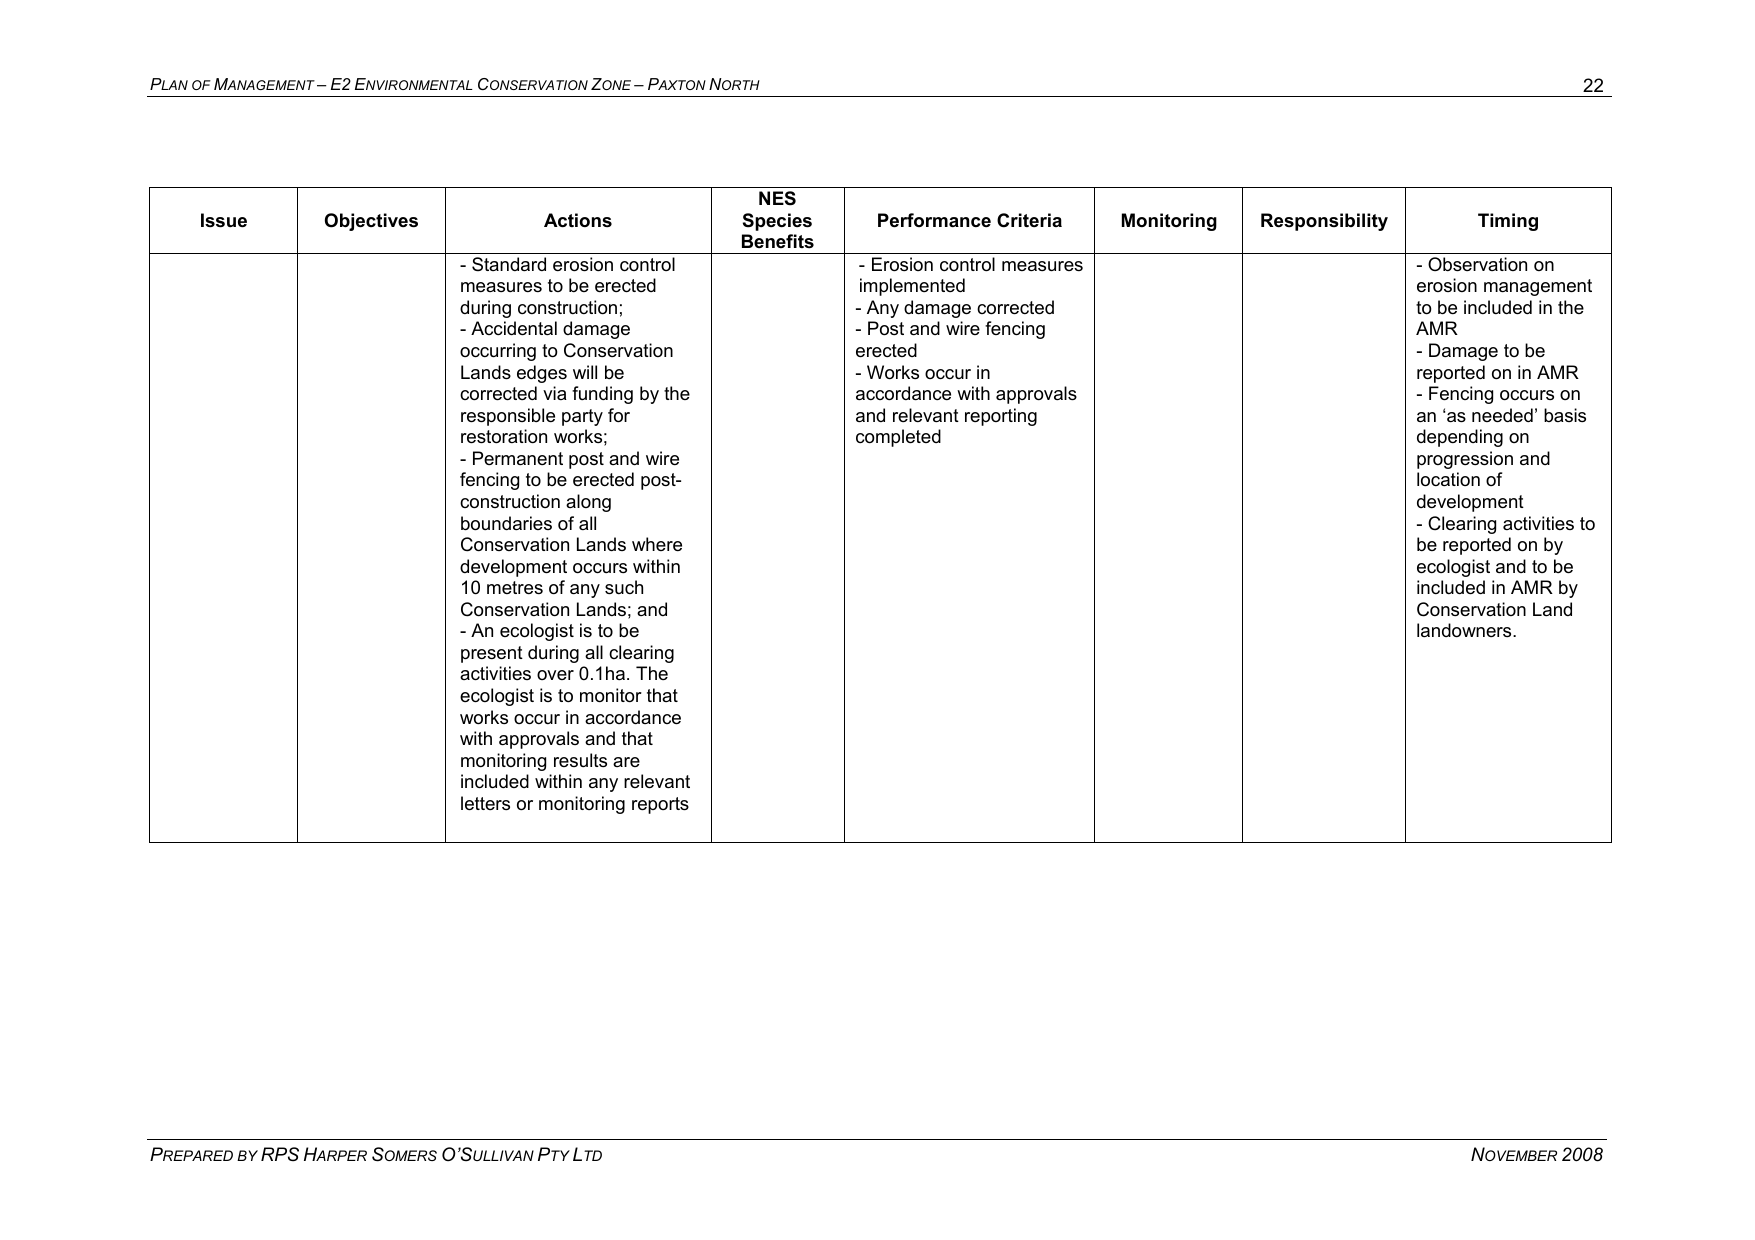 PLAN OF MANAGEMENT – E2 ENVIRONMENTAL CONSERVATION ZONE – PAXTON NORTH
22
Issue
Objectives
Actions
NES
Species
Benefits
Performance Criteria
Monitoring
Responsibility
Timing
- Standard erosion control
measures to be erected
during construction;
- Accidental damage
occurring to Conservation
Lands edges will be
corrected via funding by the
responsible party for
restoration works;
- Permanent post and wire
fencing to be erected post-
construction along
boundaries of all
Conservation Lands where
development occurs within
10 metres of any such
Conservation Lands; and
- An ecologist is to be
present during all clearing
activities over 0.1ha. The
ecologist is to monitor that
works occur in accordance
with approvals and that
monitoring results are
included within any relevant
letters or monitoring reports
- Erosion control measures
implemented
- Any damage corrected
- Post and wire fencing
erected
- Works occur in
accordance with approvals
and relevant reporting
completed
- Observation on
erosion management
to be included in the
AMR
- Damage to be
reported on in AMR
- Fencing occurs on
an ‘as needed’ basis
depending on
progression and
location of
development
- Clearing activities to
be reported on by
ecologist and to be
included in AMR by
Conservation Land
landowners.
PREPARED BY RPS HARPER SOMERS O’SULLIVAN PTY LTD
NOVEMBER 2008